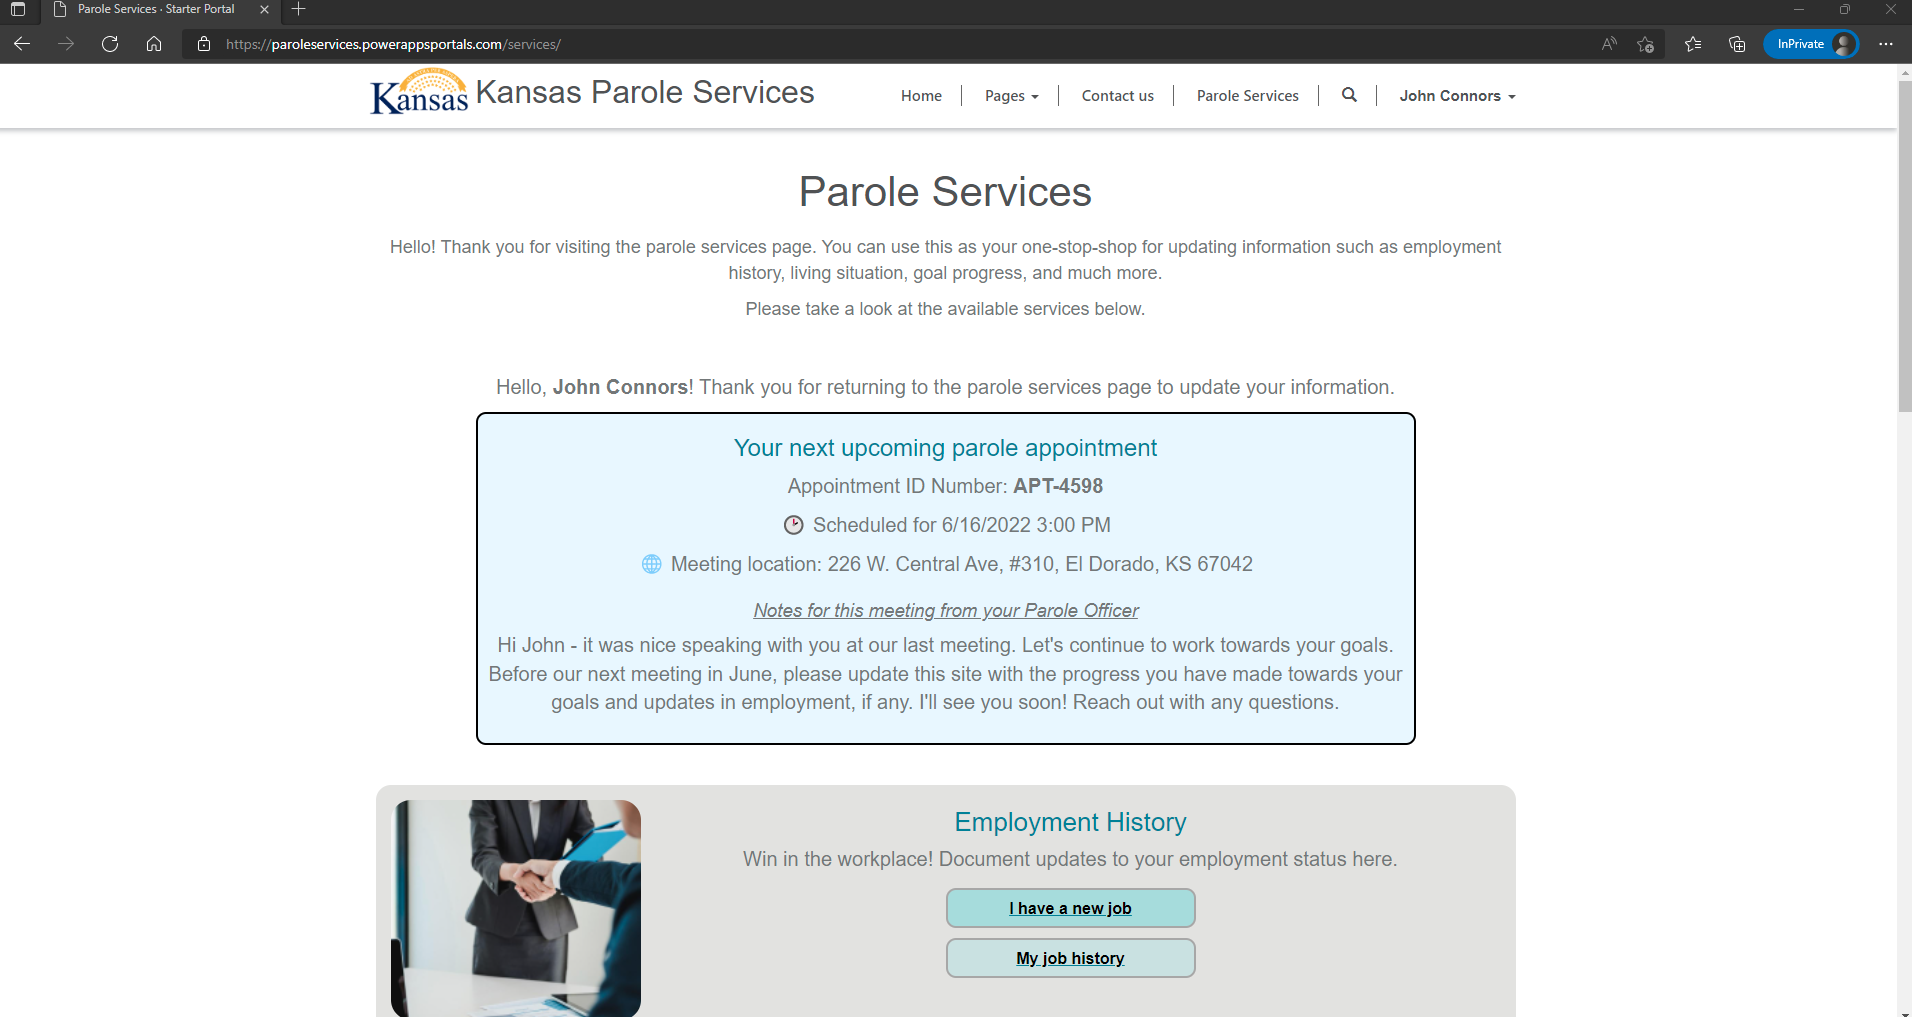 Parole Services · Starter Portal
https://paroleservices.powerappsportals.com/services/
InPrivate
Kansas Kansas Parole Services
Home
Pages
Contact us
Parole Services
John Connors
Parole Services
Hello! Thank you for visiting the parole services page. You can use this as your one-stop-shop for updating information such as employment
history, living situation, goal progress, and much more.
Please take a look at the available services below.
Hello, John Connors! Thank you for returning to the parole services page to update your information.
Your next upcoming parole appointment
Appointment ID Number: APT-4598
Scheduled for 6/16/2022 3:00 PM
Meeting location: 226 W. Central Ave, #310, El Dorado, KS 67042
Notes for this meeting from your Parole Officer
Hi John - it was nice speaking with you at our last meeting. Let's continue to work towards your goals.
Before our next meeting in June, please update this site with the progress you have made towards your
goals and updates in employment, if any. I'll see you soon! Reach out with any questions.
Employment History
Win in the workplace! Document updates to your employment status here.
I have a new job
My job history